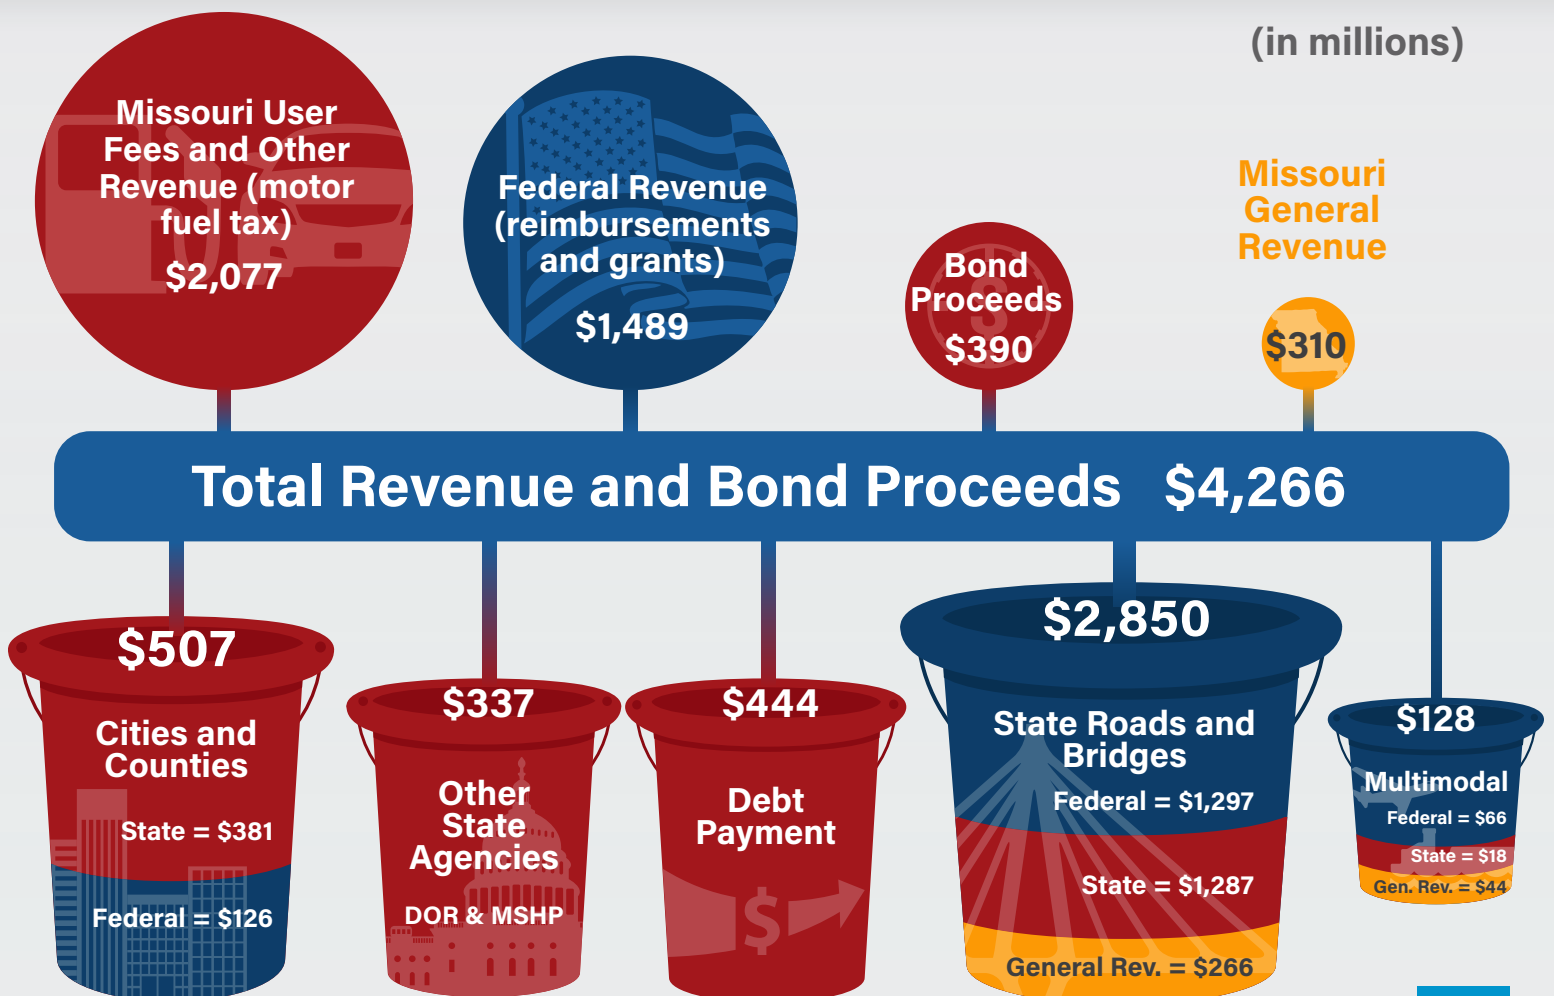 (in millions)
Missouri User
Fees and Other
Revenue (motor
fuel tax)
$2,077
Federal Revenue
(reimbursements
and grants)
$1,489
Bond
Proceeds
$390
Missouri
General
Revenue
$310
Total Revenue and Bond Proceeds $4,266
$507
Cities and
Counties
State = $381
Federal = $126
$337
Other
State
Agencies
DOR & MSHP
$444
Debt
Payment
$
$2,850
State Roads and
Bridges
Federal = $1,297
State = $1,287
General Rev. = $266
$128
Multimodal
Federal = $66
State = $18
Gen. Rev. = $44